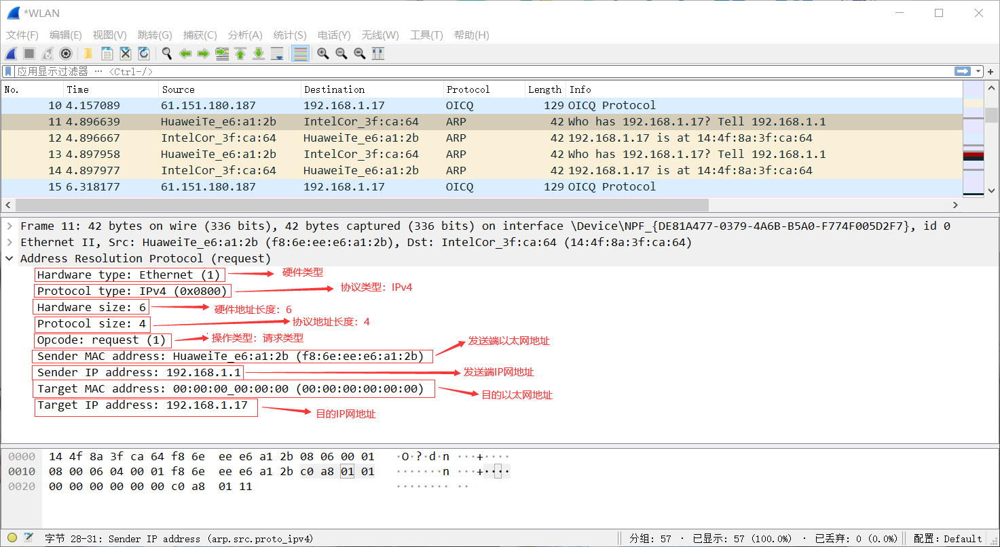 *WLAN
文件(F) 编辑(E) 视图(V) 跳转(G) 捕获(C) 分析(A) 统计(S) 电话(Y) 无线(W) 工具(T) 帮助(H)
应用显示过滤器 … <Ctrl-/>
No. Time Source Destination Protocol Length Info
10 4.157089 61.151.180.187 192.168.1.17 OICQ 129 OICQ Protocol
11 4.896639 HuaweiTe_e6:a1:2b IntelCor_3f:ca:64 ARP 42 Who has 192.168.1.17? Tell 192.168.1.1
12 4.896667 IntelCor_3f:ca:64 HuaweiTe_e6:a1:2b ARP 42 192.168.1.17 is at 14:4f:8a:3f:ca:64
13 4.897958 HuaweiTe_e6:a1:2b IntelCor_3f:ca:64 ARP 42 Who has 192.168.1.17? Tell 192.168.1.1
14 4.897977 IntelCor_3f:ca:64 HuaweiTe_e6:a1:2b ARP 42 192.168.1.17 is at 14:4f:8a:3f:ca:64
15 6.318177 61.151.180.187 192.168.1.17 OICQ 129 OICQ Protocol
Frame 11: 42 bytes on wire (336 bits), 42 bytes captured (336 bits) on interface \Device\NPF_{DE81A477-0379-4A6B-B5A0-F774F005D2F7}, id 0
Ethernet II, Src: HuaweiTe_e6:a1:2b (f8:6e:ee:e6:a1:2b), Dst: IntelCor_3f:ca:64 (14:4f:8a:3f:ca:64)
Address Resolution Protocol (request)
Hardware type: Ethernet (1) 硬件类型
Protocol type: IPv4 (0x0800) 协议类型：IPv4
Hardware size: 6 硬件地址长度：6
Protocol size: 4 协议地址长度：4
Opcode: request (1) 操作类型：请求类型
Sender MAC address: HuaweiTe_e6:a1:2b (f8:6e:ee:e6:a1:2b) 发送端以太网地址
Sender IP address: 192.168.1.1 发送端IP网地址
Target MAC address: 00:00:00_00:00:00 (00:00:00:00:00:00) 目的以太网地址
Target IP address: 192.168.1.17 目的IP网地址
0000 14 4f 8a 3f ca 64 f8 6e ee e6 a1 2b 08 06 00 01 ·O·?·d·n ···+····
0010 08 00 06 04 00 01 f8 6e ee e6 a1 2b c0 a8 01 01 ·······n ···+····
0020 00 00 00 00 00 00 c0 a8 01 11 ········ ··
字节 28-31: Sender IP address (arp.src.proto_ipv4) 分组: 57 · 已显示: 57 (100.0%) · 已丢弃: 0 (0.0%) 配置: Default